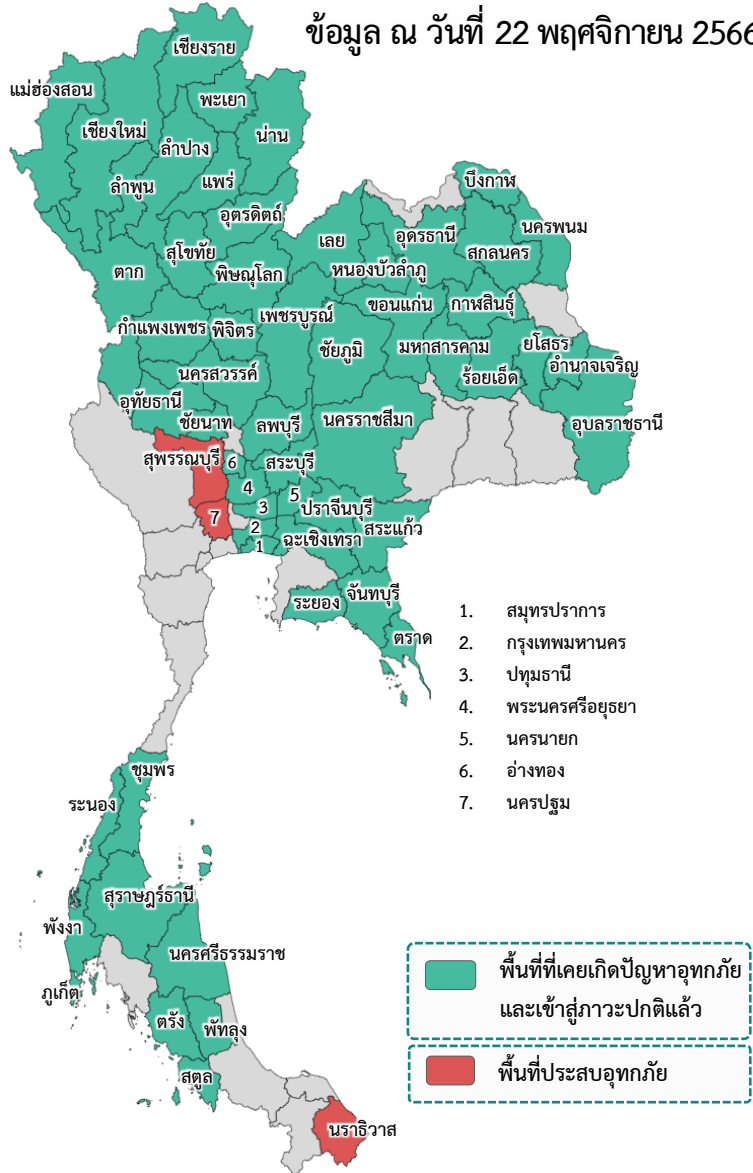 ข้อมูล ณ วันที่ 22 พฤศจิกายน 2566
เชียงราย
แม่ฮ่องสอน
พะเยา
เชียงใหม่
น่าน
ลำปาง
ลำพูน
แพร่
อุตรดิตถ์
บึงกาฬ
นครพนม
เลย
อุดรธานี
สกลนคร
สุโขทัย
ตาก
พิษณุโลก
หนองบัวลำภู
เพชรบูรณ์
ขอนแก่น
กาฬสินธุ์
กำแพงเพชร
พิจิตร
ชัยภูมิ
มหาสารคาม
ยโสธร
ร้อยเอ็ด
อำนาจเจริญ
นครสวรรค์
อุทัยธานี
ชัยนาท
ลพบุรี
นครราชสีมา
อุบลราชธานี
สุพรรณบุรี
6
สระบุรี
4
5
3
ปราจีนบุรี
7
2
สระแก้ว
1
ฉะเชิงเทรา
ระยอง
จันทบุรี
ตราด
1. สมุทรปราการ
2. กรุงเทพมหานคร
3. ปทุมธานี
4. พระนครศรีอยุธยา
5. นครนายก
6. อ่างทอง
7. นครปฐม
ชุมพร
ระนอง
สุราษฎร์ธานี
พังงา
นครศรีธรรมราช
ภูเก็ต
ตรัง
พัทลุง
สตูล
นราธิวาส
พื้นที่ที่เคยเกิดปัญหาอุทกภัย
และเข้าสู่ภาวะปกติแล้ว
พื้นที่ประสบอุทกภัย